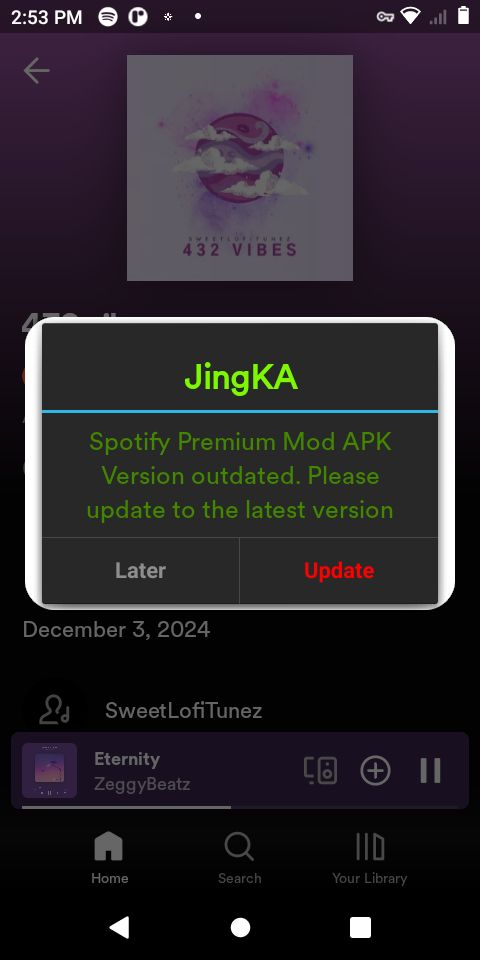 2:53 PM
SWEETLOFITUNEZ
432 VIBES
JingKA
Spotify Premium Mod APK
Version outdated. Please
update to the latest version
Later
Update
December 3, 2024
SweetLofiTunez
Eternity
ZeggyBeatz
Home
Search
Your Library